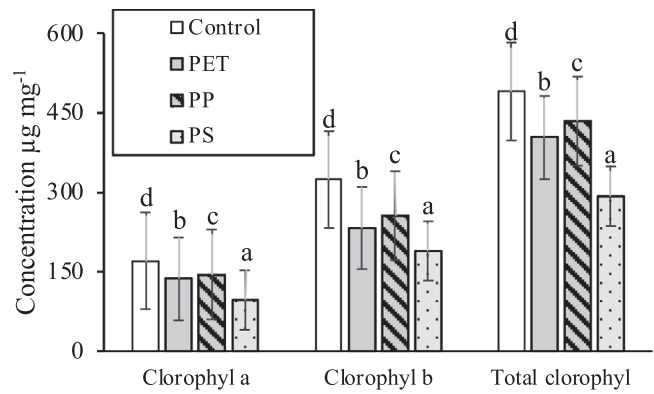 600
450
300
150
0
Concentration µg mg-1
Control
PET
PP
PS
d
b
c
a
d
b
c
a
d
b
c
a
Clorophyl a
Clorophyl b
Total clorophyl